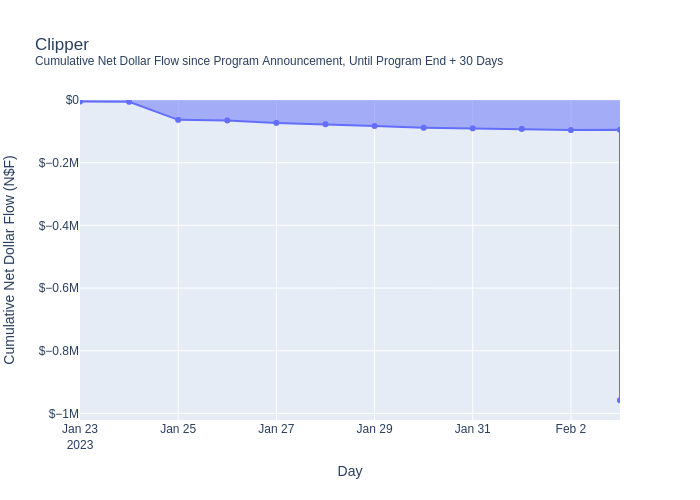 Clipper
Cumulative Net Dollar Flow since Program Announcement, Until Program End + 30 Days
Cumulative Net Dollar Flow (N$F)
$0
$−0.2M
$−0.4M
$−0.6M
$−0.8M
$−1M
Jan 23
2023
Jan 25
Jan 27
Jan 29
Jan 31
Feb 2
Day